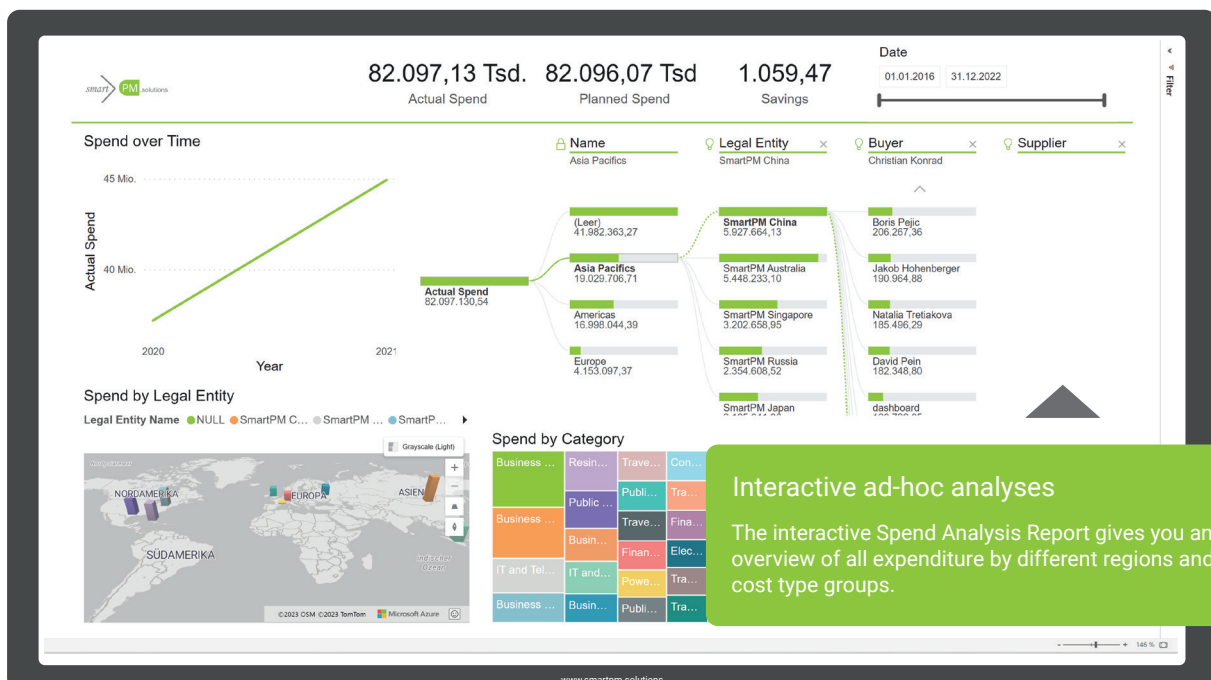 smart PM .solutions
82.097,13 Tsd.
Actual Spend
82.096,07 Tsd
Planned Spend
1.059,47
Savings
Date
01.01.2016 31.12.2022
Filter
Spend over Time
45 Mio.
40 Mio.
Actual Spend
2020
2021
Year
Name
Asia Pacifics
Legal Entity
SmartPM China
Buyer
Christian Konrad
Supplier
Actual Spend
82.097.130,54
(Leer)
41.982.363,27
Asia Pacifics
19.029.706,71
Americas
16.998.044,39
Europe
4.153.097,37
SmartPM China
5.927.664,13
SmartPM Australia
5.448.233,10
SmartPM Singapore
3.202.658,95
SmartPM Russia
2.354.608,52
SmartPM Japan
Boris Pejic
206.267,36
Jakob Hohenberger
190.964,88
Natalia Tretiakova
185.496,29
David Pein
182.348,80
dashboard
Spend by Legal Entity
Legal Entity Name NULL SmartPM C... SmartPM ... SmartP...
Grayscale (Light)
NORDAMERIKA
EUROPA
ASIEN
SÜDAMERIKA
Indischer
Ozean
©2023 OSM ©2023 TomTom Microsoft Azure
Spend by Category
Business ... Resin... Trave... Con...
Public ... Publi... Tra...
Business ... Busin... Trave... Fina...
Finan... Elec...
IT and Tel... IT and... Powe... Tra...
Business ... Busin... Publi... Tra...
Interactive ad-hoc analyses
The interactive Spend Analysis Report gives you an
overview of all expenditure by different regions and
cost type groups.
146 %
www.smartpm.solutions